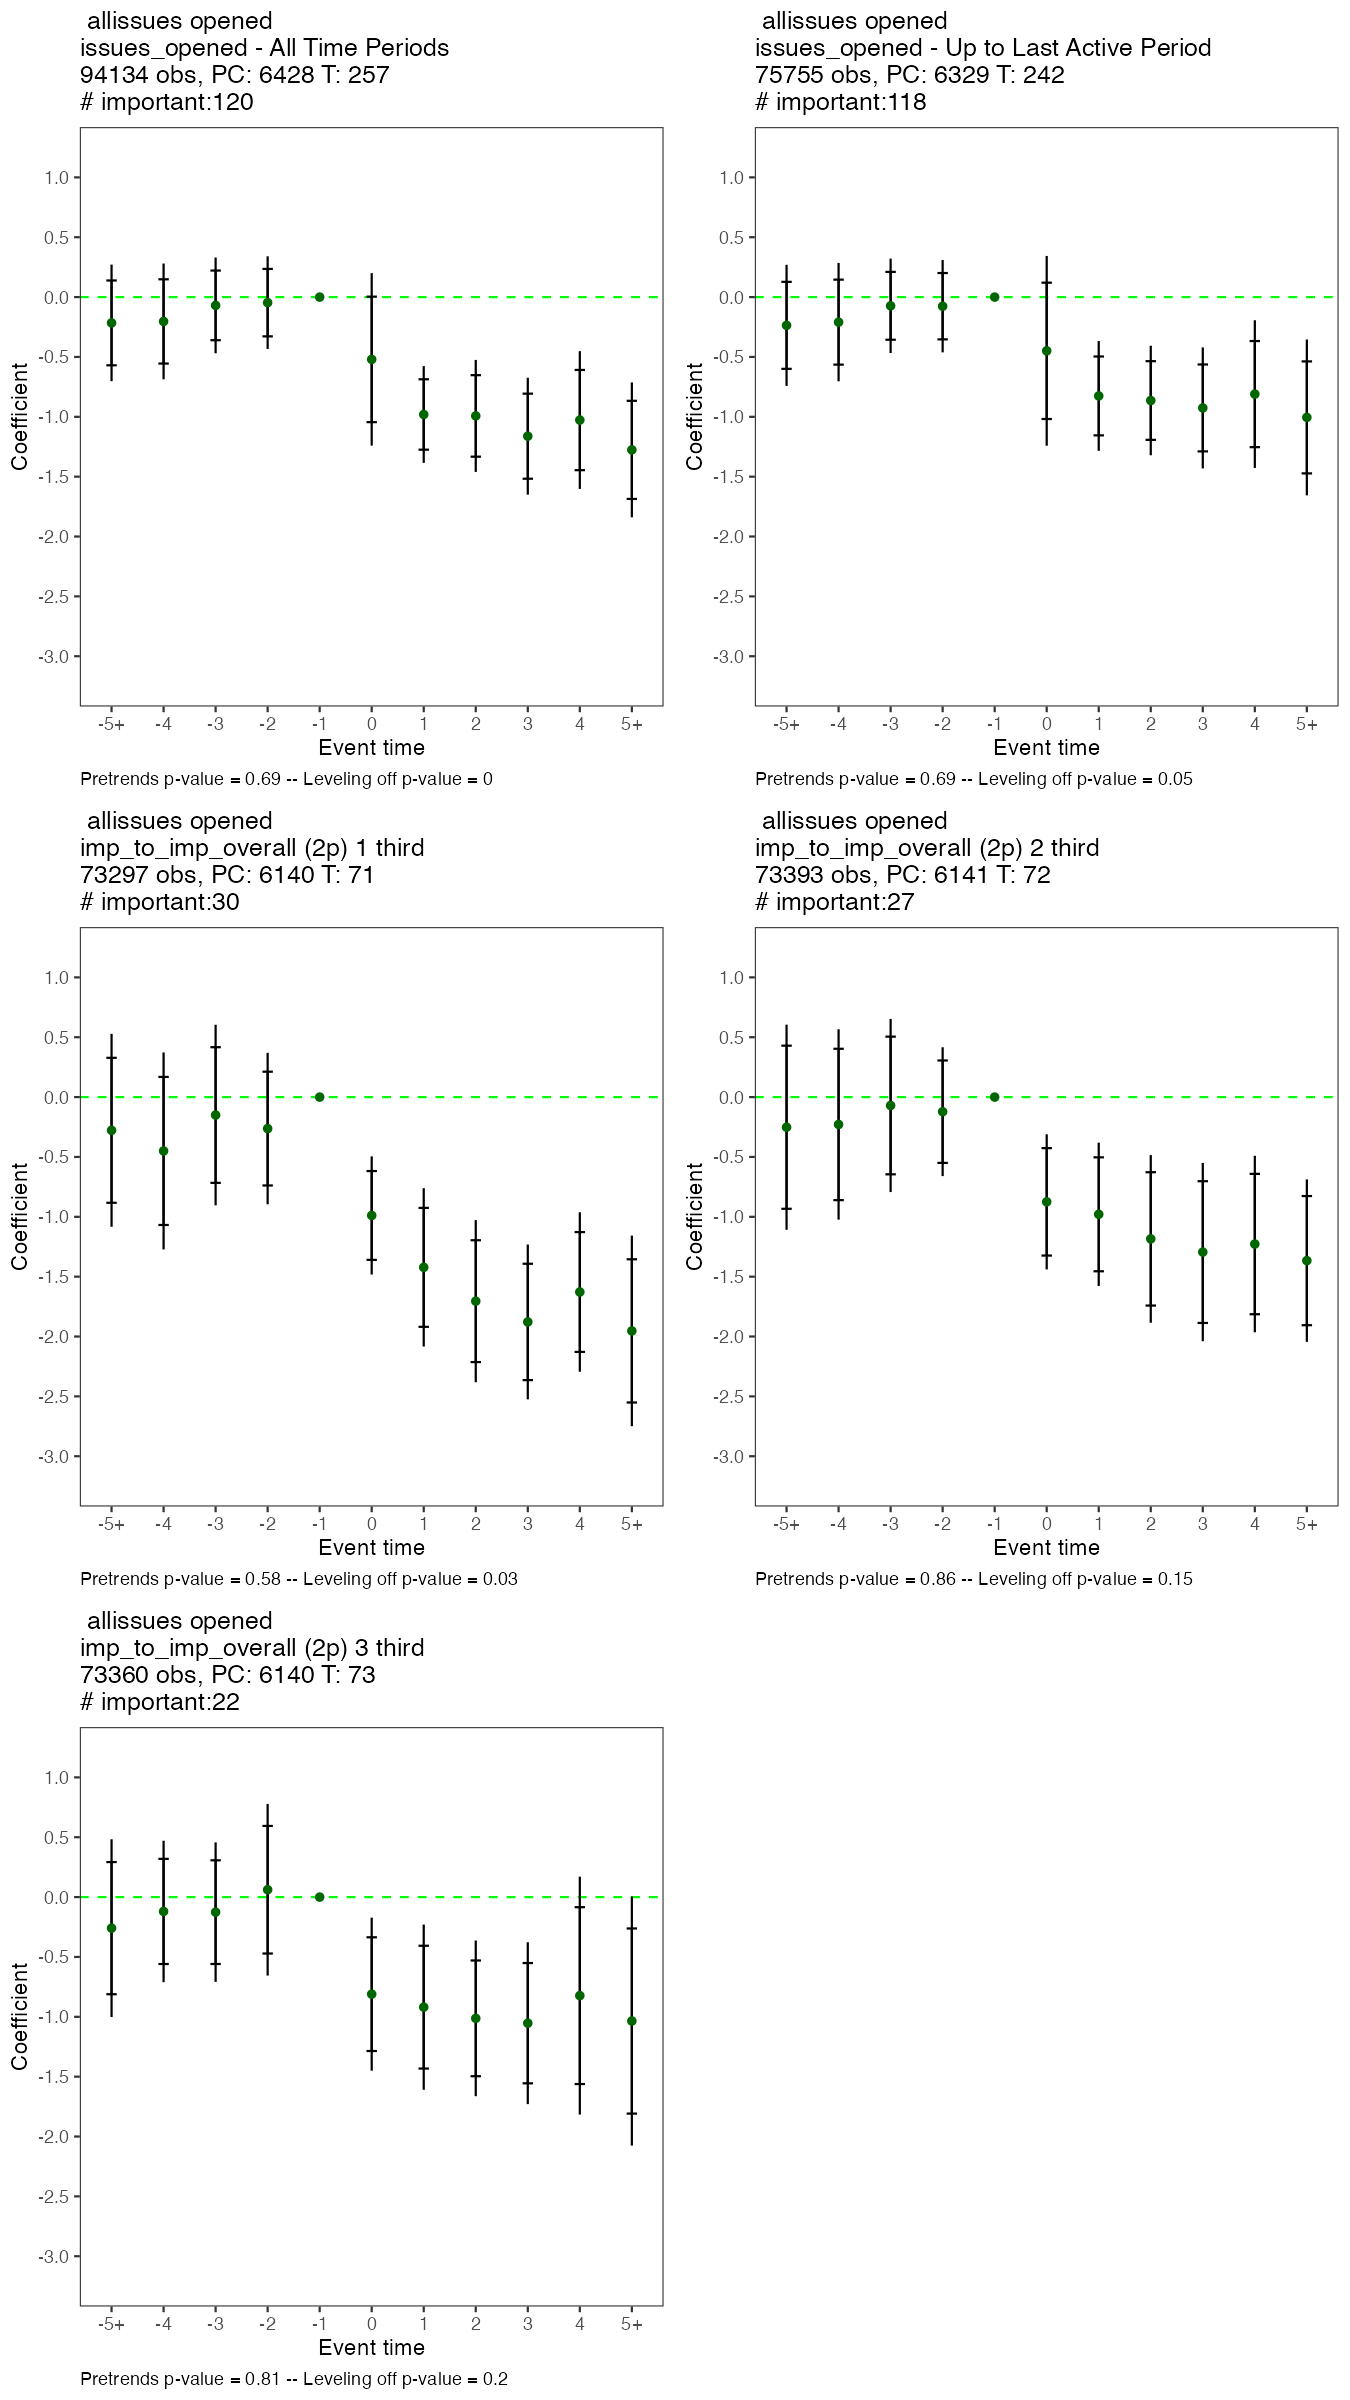 allissues opened
issues_opened - All Time Periods
94134 obs, PC: 6428 T: 257
# important:120
1.0
0.5
0.0
-0.5
-1.0
-1.5
-2.0
-2.5
-3.0
Coefficient
-5+ -4 -3 -2 -1 0 1 2 3 4 5+
Event time
Pretrends p-value = 0.69 -- Leveling off p-value = 0
allissues opened
issues_opened - Up to Last Active Period
75755 obs, PC: 6329 T: 242
# important:118
1.0
0.5
0.0
-0.5
-1.0
-1.5
-2.0
-2.5
-3.0
Coefficient
-5+ -4 -3 -2 -1 0 1 2 3 4 5+
Event time
Pretrends p-value = 0.69 -- Leveling off p-value = 0.05
allissues opened
imp_to_imp_overall (2p) 1 third
73297 obs, PC: 6140 T: 71
# important:30
1.0
0.5
0.0
-0.5
-1.0
-1.5
-2.0
-2.5
-3.0
Coefficient
-5+ -4 -3 -2 -1 0 1 2 3 4 5+
Event time
Pretrends p-value = 0.58 -- Leveling off p-value = 0.03
allissues opened
imp_to_imp_overall (2p) 2 third
73393 obs, PC: 6141 T: 72
# important:27
1.0
0.5
0.0
-0.5
-1.0
-1.5
-2.0
-2.5
-3.0
Coefficient
-5+ -4 -3 -2 -1 0 1 2 3 4 5+
Event time
Pretrends p-value = 0.86 -- Leveling off p-value = 0.15
allissues opened
imp_to_imp_overall (2p) 3 third
73360 obs, PC: 6140 T: 73
# important:22
1.0
0.5
0.0
-0.5
-1.0
-1.5
-2.0
-2.5
-3.0
Coefficient
-5+ -4 -3 -2 -1 0 1 2 3 4 5+
Event time
Pretrends p-value = 0.81 -- Leveling off p-value = 0.2